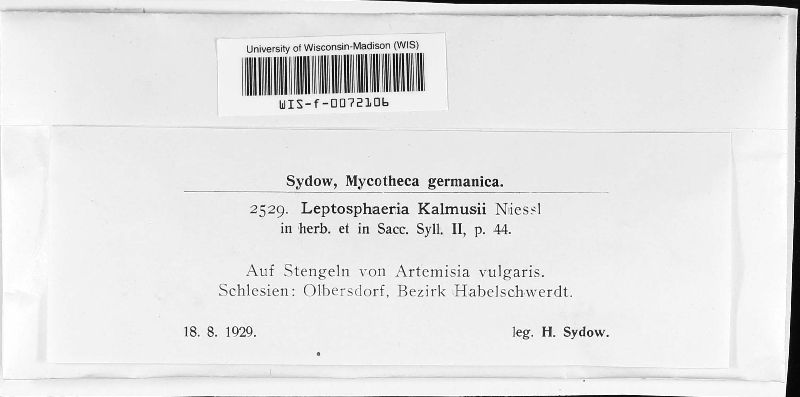 University of Wisconsin-Madison (WIS)
WIS-f-0072106
Sydow, Mycotheca germanica.
2529. Leptosphaeria Kalmusii Niessl
in herb. et in Sacc. Syll. II, p. 44.
Auf Stengeln von Artemisia vulgaris.
Schlesien: Olbersdorf, Bezirk Habelschwerdt.
18. 8. 1929. leg. H. Sydow.